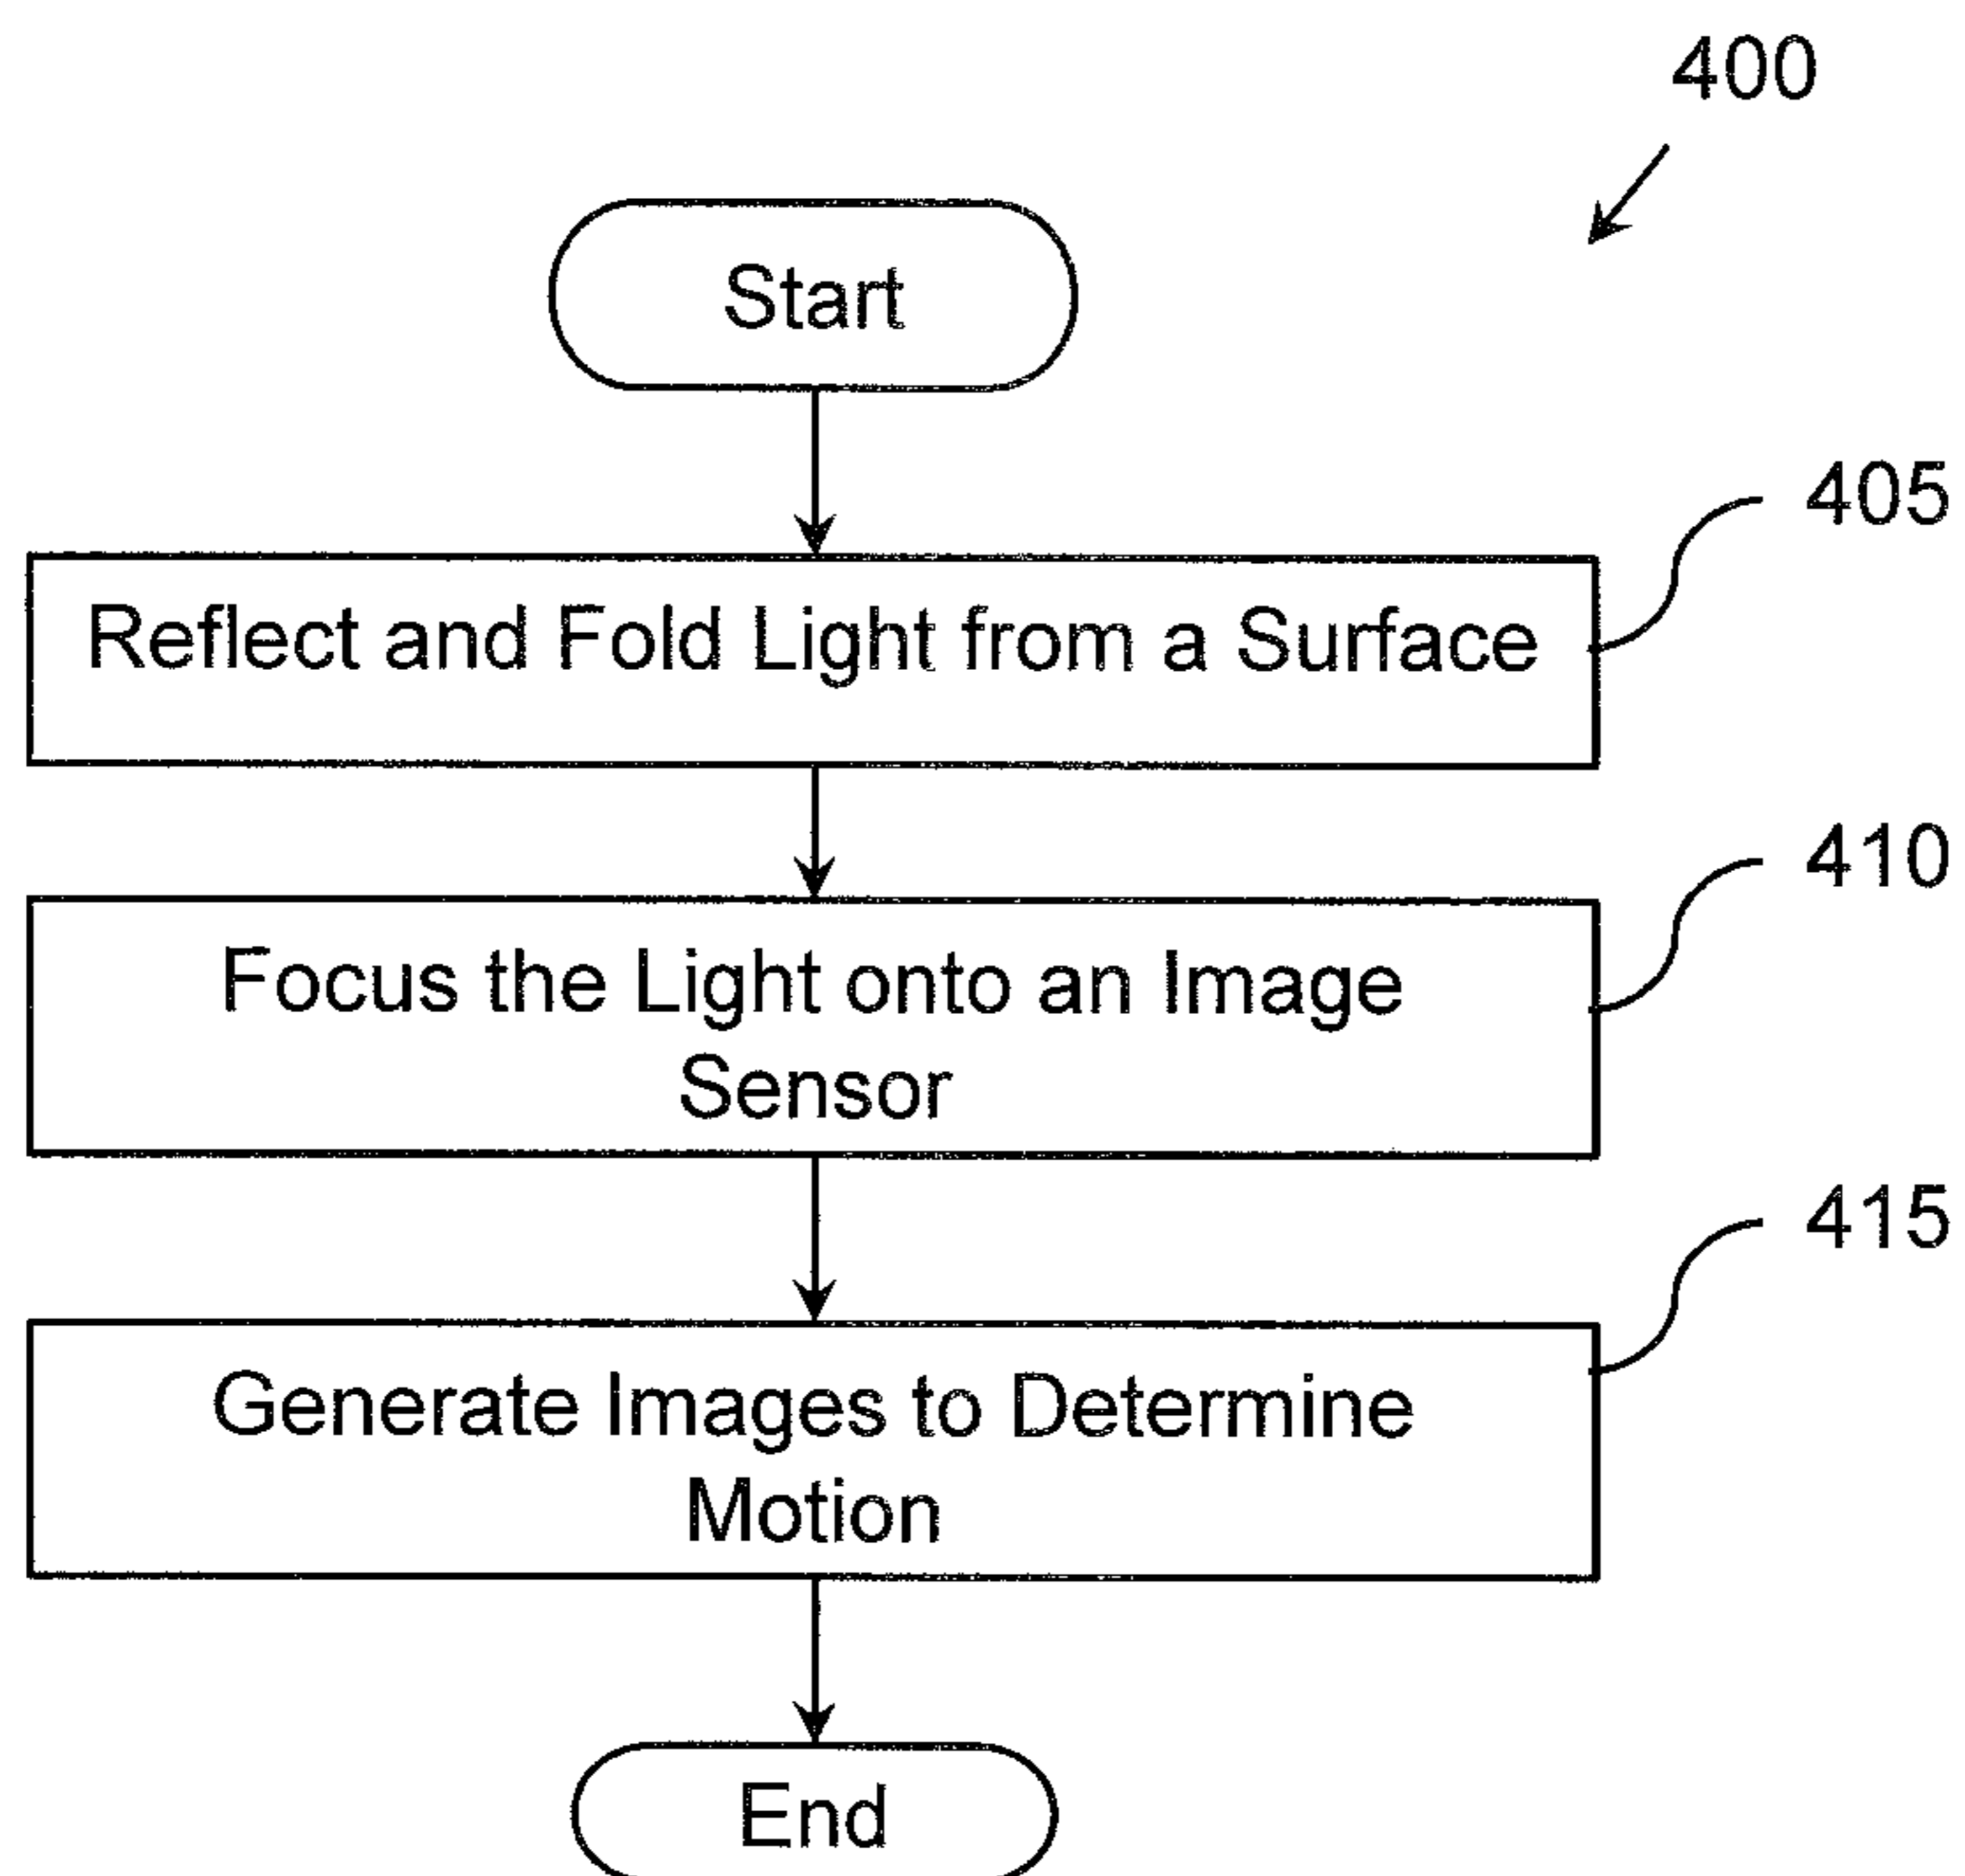 400
Start
405
Reflect and Fold Light from a Surface
410
Focus the Light onto an Image
Sensor
415
Generate Images to Determine
Motion
End